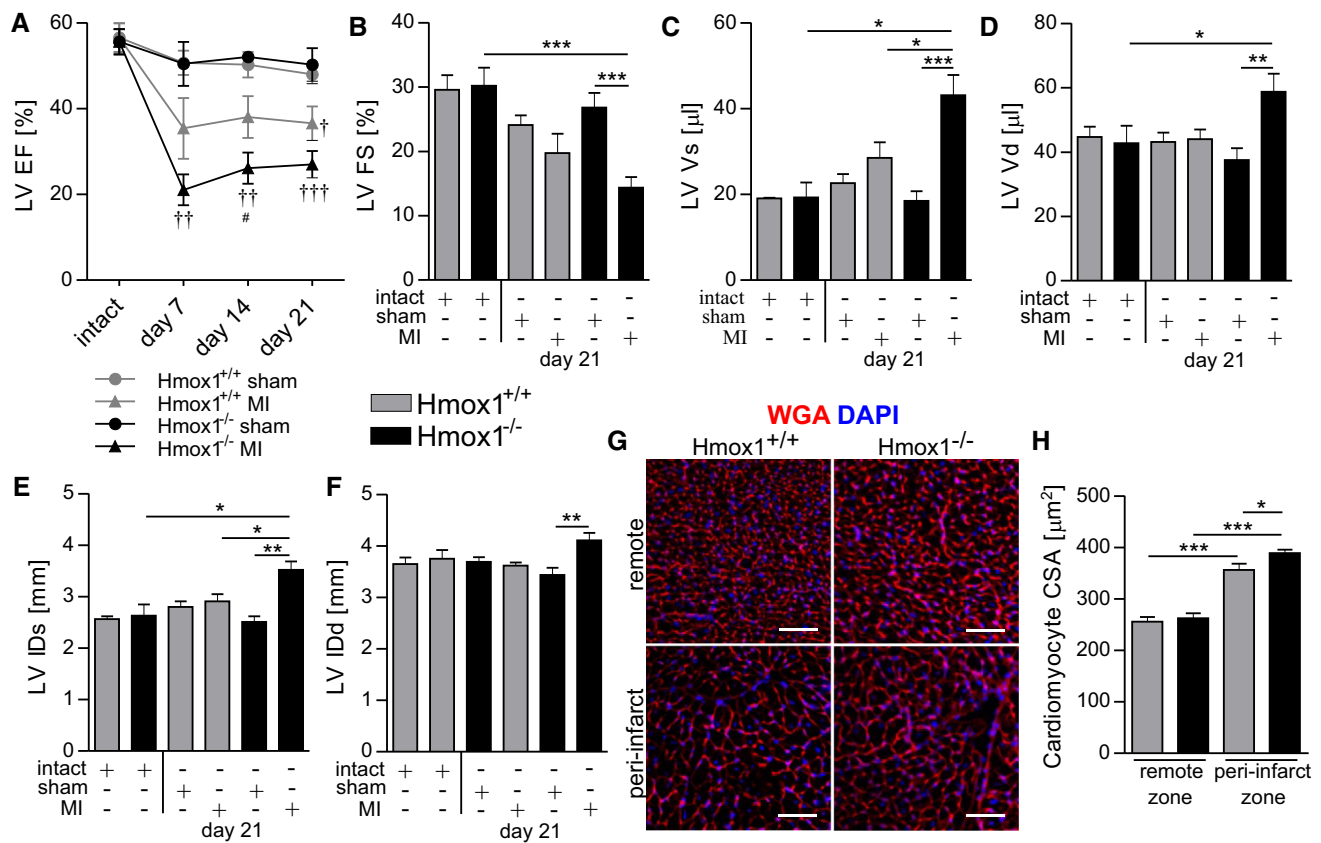 A
LV EF [%]
60
40
20
0
†
††
††
#
†††
intact
day 7
day 14
day 21
Hmox1+/+ sham
Hmox1+/+ MI
Hmox1-/- sham
Hmox1-/- MI
B
LV FS [%]
40
30
20
10
0
***
***
intact + + - - - -
sham - - + - + -
MI - - - + - +
day 21
C
LV Vs [μl]
60
40
20
0
*
*
***
intact + + - - - -
sham - - + - + -
MI - - - + - +
day 21
D
LV Vd [μl]
80
60
40
20
0
*
**
intact + + - - - -
sham - - + - + -
MI - - - + - +
day 21
Hmox1+/+
Hmox1-/-
E
LV IDs [mm]
5
4
3
2
1
0
*
*
**
intact + + - - - -
sham - - + - + -
MI - - - + - +
day 21
F
LV IDd [mm]
5
4
3
2
1
0
**
intact + + - - - -
sham - - + - + -
MI - - - + - +
day 21
G
WGA DAPI
Hmox1+/+ Hmox1-/-
remote
peri-infarct
H
Cardiomyocyte CSA [μm2]
500
400
300
200
100
0
*
***
***
remote peri-infarct
zone zone